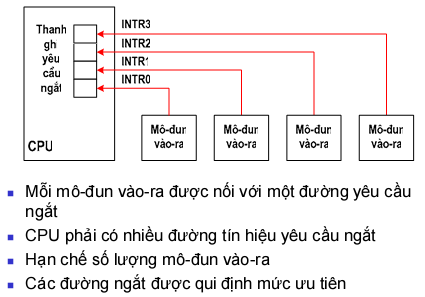 Thanh
ghi
yêu
cầu
ngắt
CPU
INTR3
INTR2
INTR1
INTR0
Mô-đun
vào-ra
Mô-đun
vào-ra
Mô-đun
vào-ra
Mô-đun
vào-ra
Mỗi mô-đun vào-ra được nối với một đường yêu cầu
ngắt
CPU phải có nhiều đường tín hiệu yêu cầu ngắt
Hạn chế số lượng mô-đun vào-ra
Các đường ngắt được qui định mức ưu tiên